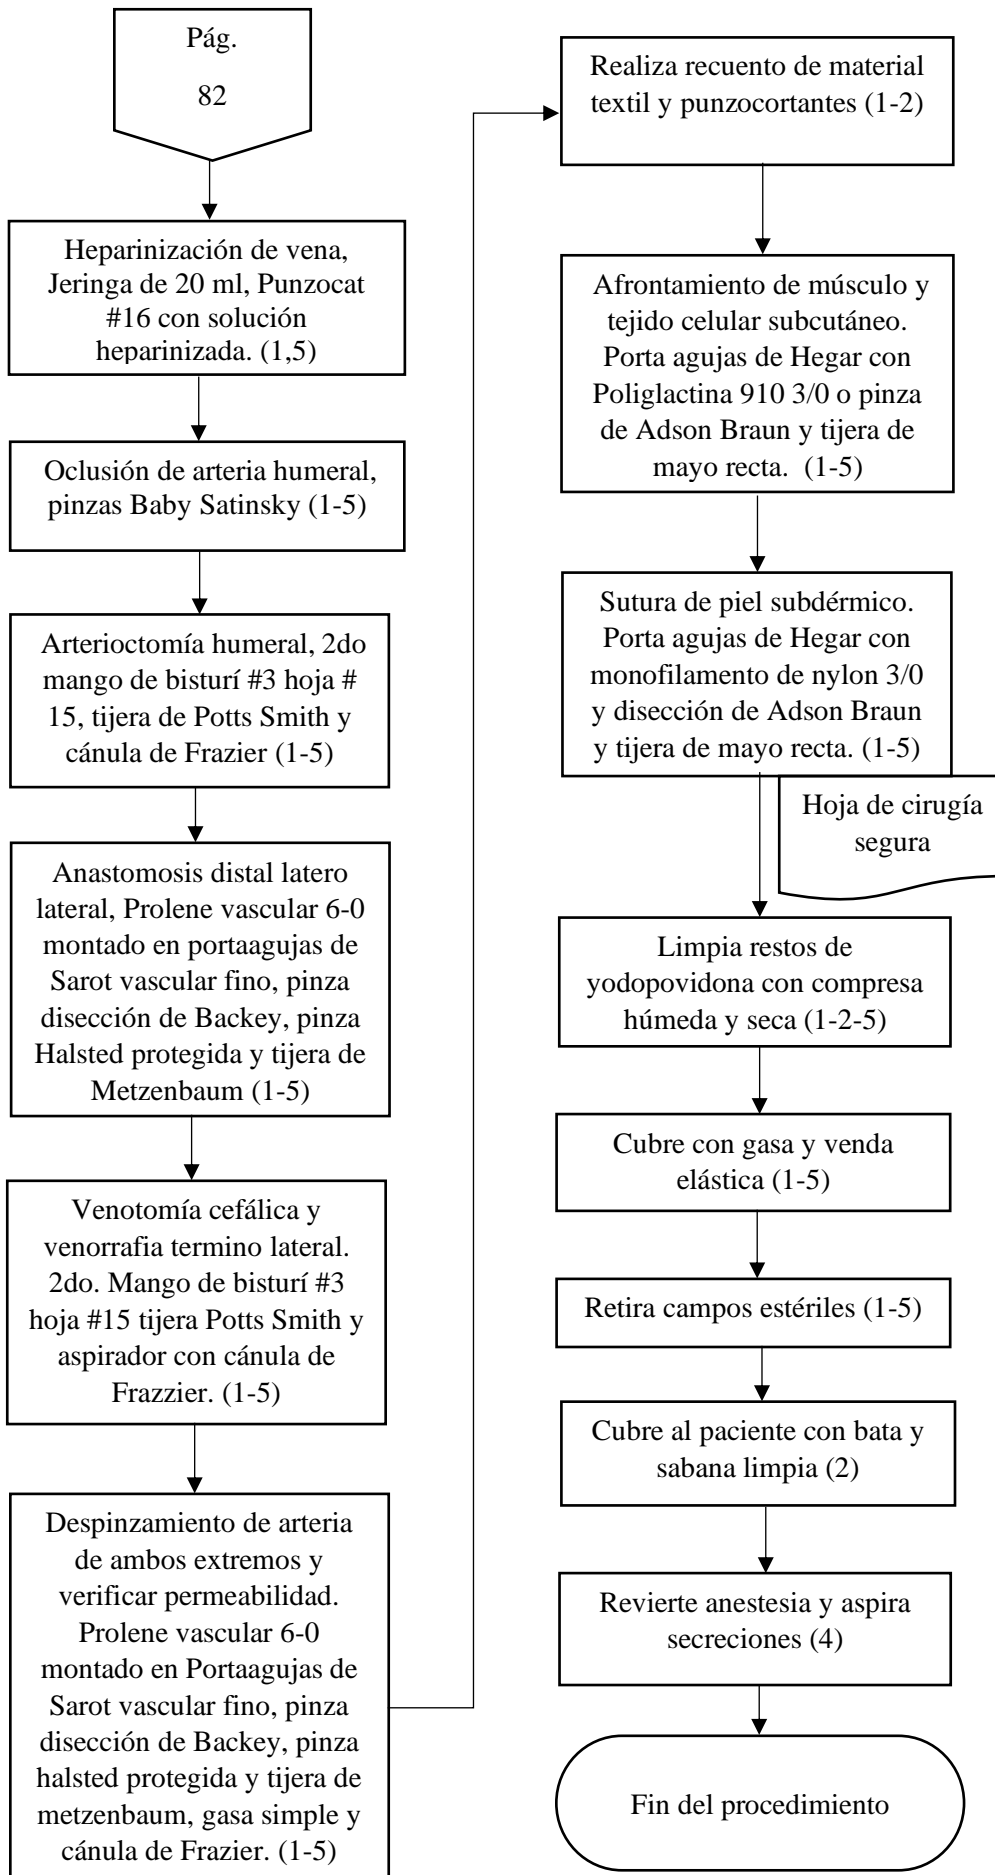 Pág.
82
Heparinización de vena,
Jeringa de 20 ml, Punzocat
#16 con solución
heparinizada. (1,5)
Oclusión de arteria humeral,
pinzas Baby Satinsky (1-5)
Arterioctomía humeral, 2do
mango de bisturí #3 hoja #
15, tijera de Potts Smith y
cánula de Frazier (1-5)
Anastomosis distal latero
lateral, Prolene vascular 6-0
montado en portaagujas de
Sarot vascular fino, pinza
disección de Backey, pinza
Halsted protegida y tijera de
Metzenbaum (1-5)
Venotomía cefálica y
venorrafia termino lateral.
2do. Mango de bisturí #3
hoja #15 tijera Potts Smith y
aspirador con cánula de
Frazzier. (1-5)
Despinzamiento de arteria
de ambos extremos y
verificar permeabilidad.
Prolene vascular 6-0
montado en Portaagujas de
Sarot vascular fino, pinza
disección de Backey, pinza
halsted protegida y tijera de
metzenbaum, gasa simple y
cánula de Frazier. (1-5)
Realiza recuento de material
textil y punzocortantes (1-2)
Afrontamiento de músculo y
tejido celular subcutáneo.
Porta agujas de Hegar con
Poliglactina 910 3/0 o pinza
de Adson Braun y tijera de
mayo recta. (1-5)
Sutura de piel subdérmico.
Porta agujas de Hegar con
monofilamento de nylon 3/0
y disección de Adson Braun
y tijera de mayo recta. (1-5)
Hoja de cirugía
segura
Limpia restos de
yodopovidona con compresa
húmeda y seca (1-2-5)
Cubre con gasa y venda
elástica (1-5)
Retira campos estériles (1-5)
Cubre al paciente con bata y
sabana limpia (2)
Revierte anestesia y aspira
secreciones (4)
Fin del procedimiento